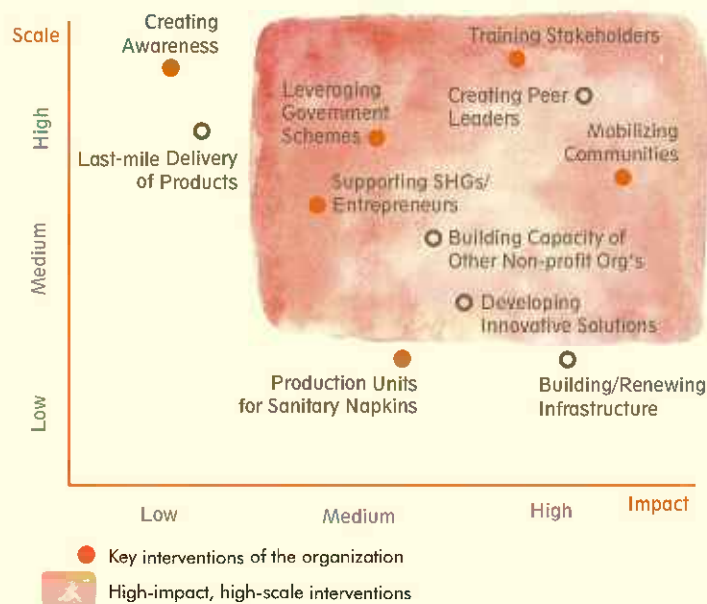 Scale
High
Medium
Low
Creating
Awareness
Last-mile Delivery
of Products
Training Stakeholders
Leveraging
Government
Schemes
Creating Peer
Leaders
Mobilizing
Communities
Supporting SHGs/
Entrepreneurs
Building Capacity of
Other Non-profit Org's
Developing
Innovative Solutions
Production Units
for Sanitary Napkins
Building/Renewing
Infrastructure
Low
Medium
High
Impact
Key interventions of the organization
High-impact, high-scale interventions